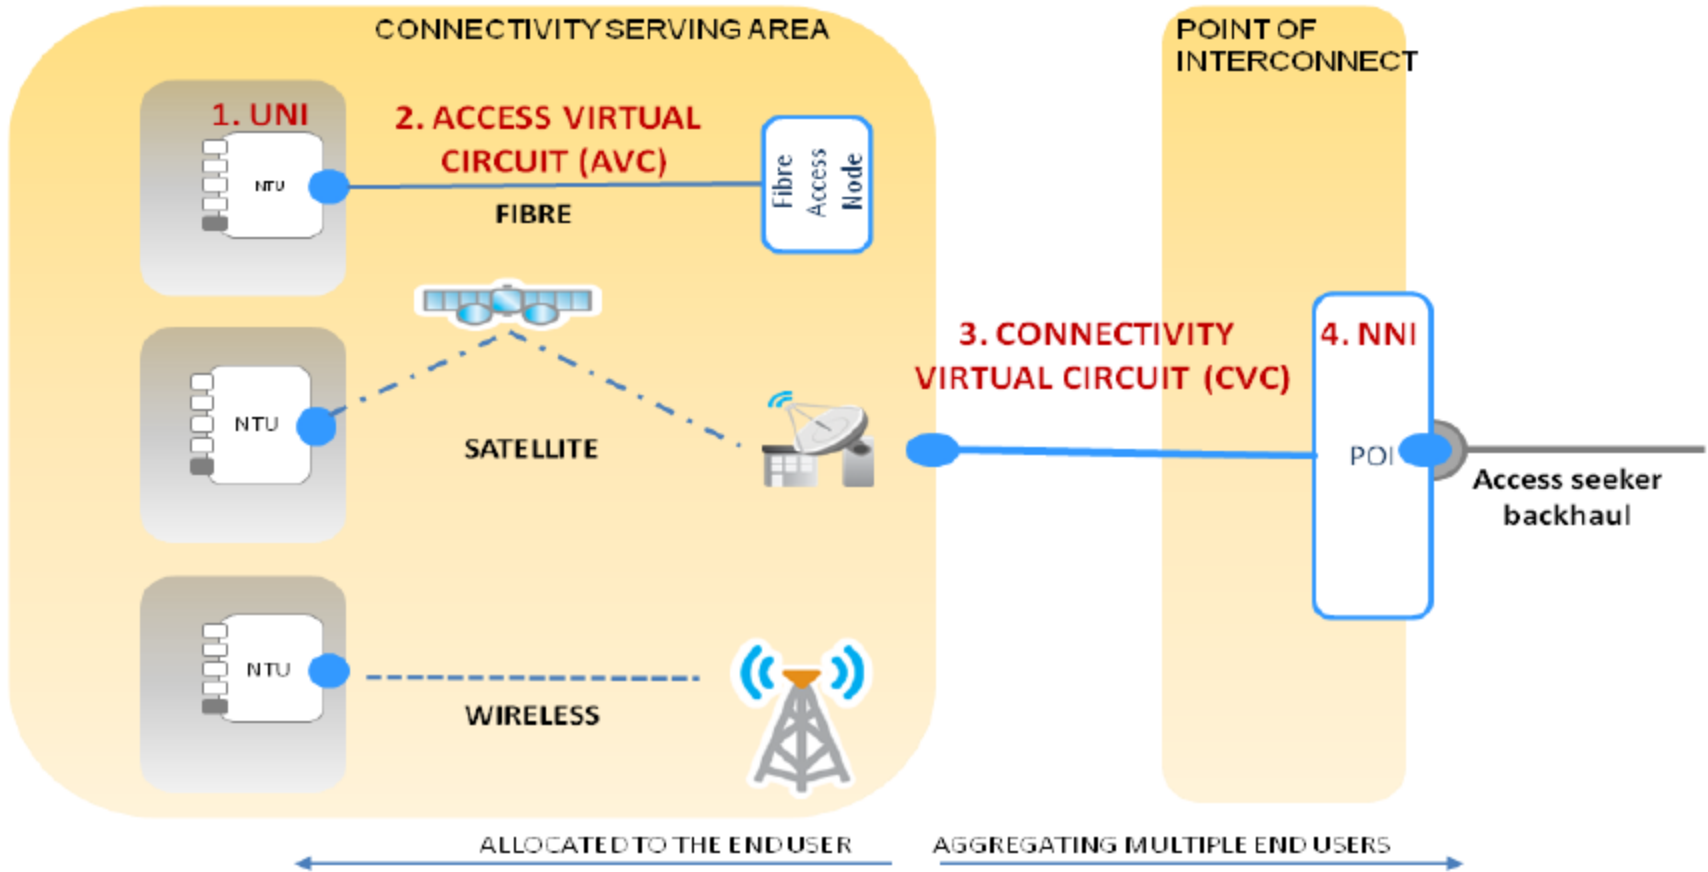 CONNECTIVITY SERVING AREA
POINT OF
INTERCONNECT
1. UNI
2. ACCESS VIRTUAL
CIRCUIT (AVC)
NTU
FIBRE
Fibre
Access
Node
NTU
SATELLITE
3. CONNECTIVITY
VIRTUAL CIRCUIT (CVC)
4. NNI
POI
Access seeker
backhaul
NTU
WIRELESS
ALLOCATED TO THE END USER
AGGREGATING MULTIPLE END USERS